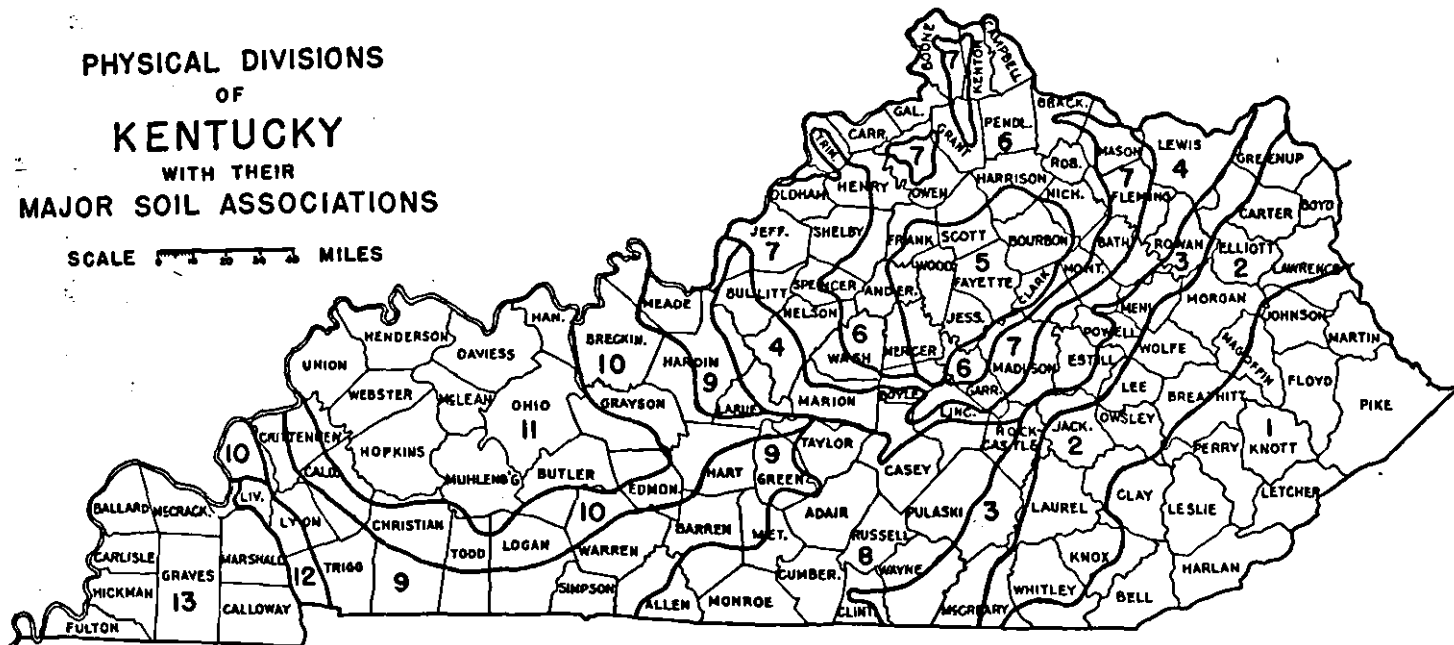 PHYSICAL DIVISIONS
OF
KENTUCKY
WITH THEIR
MAJOR SOIL ASSOCIATIONS
SCALE MILES
BOONE
7
KENTON
CAMPBELL
GAL.
CARR.
GRANT
PENDL.
6
BRACK.
TRIM.
7
OWEN
HARRISON
ROB.
MASON
LEWIS
4
GREENUP
OLDHAM
HENRY
NICH.
7
FLEMING
CARTER
BOYD
JEFF.
7
SHELBY
FRANK.
SCOTT
BOURBON
BATH
ROWAN
3
ELLIOTT
2
LAWRENCE
WOOD.
5
FAYETTE
CLARK
MONT.
BULLITT
SPENCER
ANDER.
MENI.
MORGAN
JOHNSON
MARTIN
MEADE
NELSON
JESS.
POWELL
WOLFE
MAGOFFIN
HAN.
HENDERSON
DAVIESS
BRECKIN.
10
HARDIN
9
4
6
WASH
MERCER
6
7
MADISON
ESTILL
LEE
FLOYD
PIKE
UNION
WEBSTER
MCLEAN
OHIO
11
GRAYSON
LARUE
MARION
BOYLE
GARR.
LINC.
ROCK-
CASTLE
JACK.
2
OWSLEY
BREATHITT
1
KNOTT
PERRY
CRITTENDEN
HOPKINS
MUHLENB'G
BUTLER
EDMON
HART
9
GREEN
TAYLOR
CASEY
LETCHER
10
CALD.
LIV.
LYON
CHRISTIAN
TODD
LOGAN
10
WARREN
BARREN
MET.
ADAIR
RUSSELL
PULASKI
3
LAUREL
CLAY
LESLIE
BALLARD
MCCRACK.
CARLISLE
GRAVES
13
MARSHALL
12
TRIGG
9
SIMPSON
ALLEN
MONROE
CUMBER.
8
WAYNE
CLINT.
MCCREARY
WHITLEY
KNOX
BELL
HARLAN
HICKMAN
FULTON
CALLOWAY